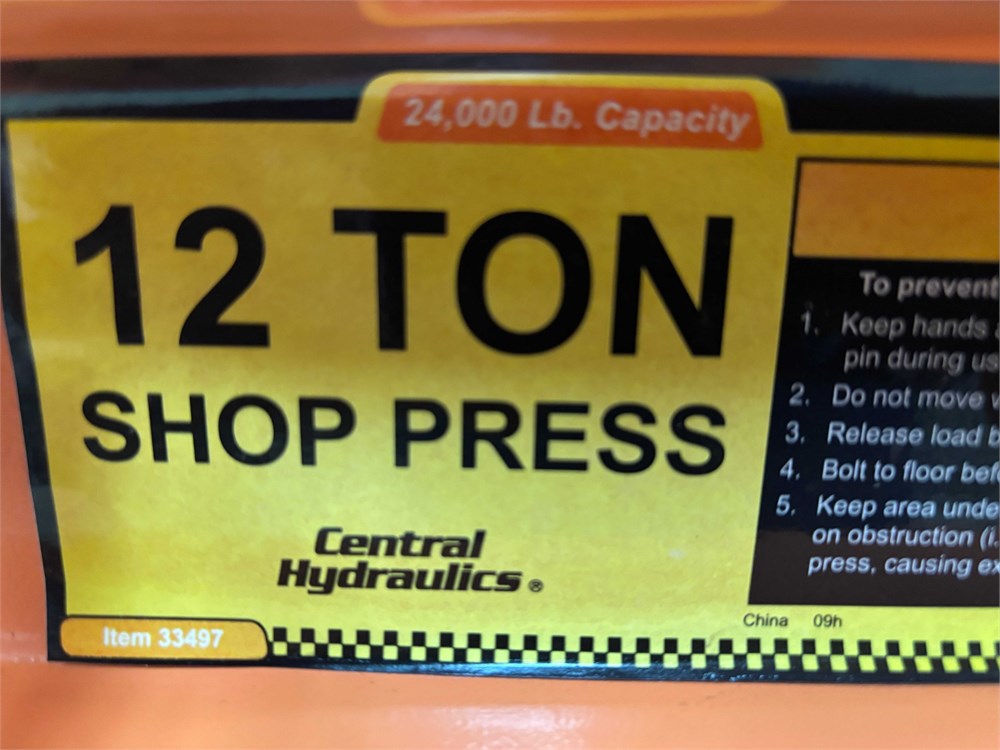 24,000 Lb. Capacity
12 TON
SHOP PRESS
Central
Hydraulics ®
Item 33497
To prevent
1. Keep hands
pin during
2. Do not move
3. Release load
4. Bolt to floor
5. Keep area
on obstruction
press, causing
China 09h